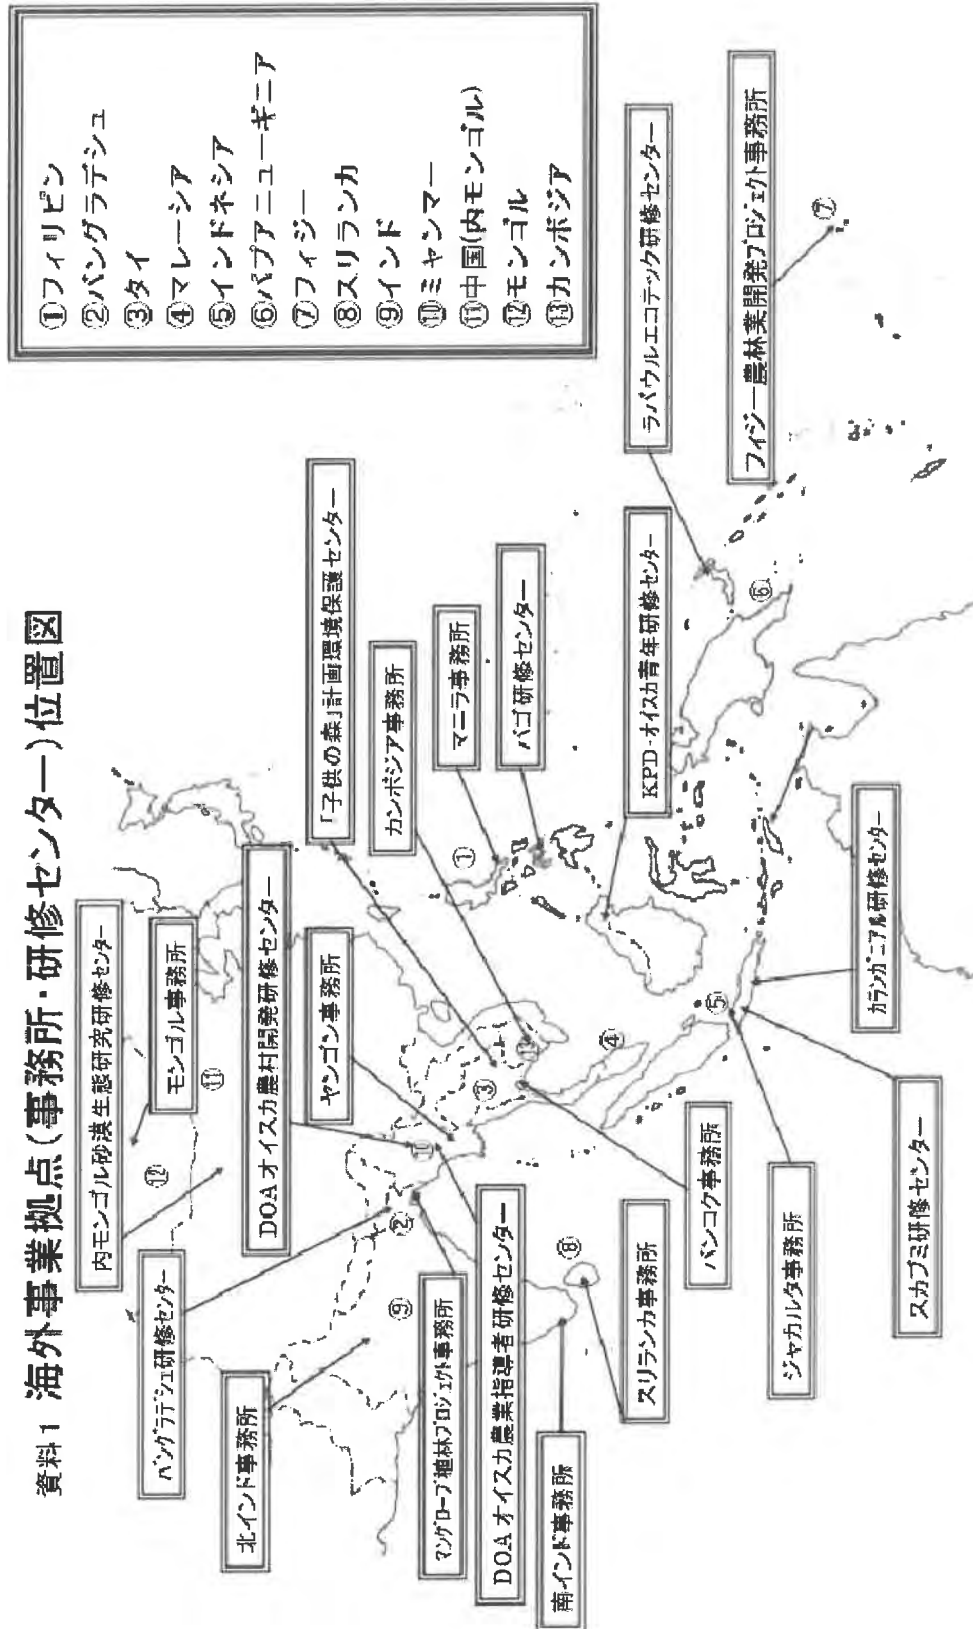 資料1 海外事業拠点(事務所・研修センター)位置図
①フィリピン
②バングラデシュ
③タイ
④マレーシア
⑤インドネシア
⑥パプアニューギニア
⑦フィジー
⑧スリランカ
⑨インド
⑩ミャンマー
⑪中国(内モンゴル)
⑫モンゴル
⑬カンボジア
内モンゴル砂漠生態研究研修センター
モンゴル事務所
バングラデシュ研修センター
北インド事務所
DOAオイスカ農村開発研修センター
ヤンゴン事務所
「子供の森」計画環境保護センター
カンボジア事務所
マニラ事務所
バゴ研修センター
KPD・オイスカ青年研修センター
ラバウルエコテック研修センター
フィジー農林業開発プロジェクト事務所
マングローブ植林プロジェクト事務所
DOAオイスカ農業指導者研修センター
南インド事務所
スリランカ事務所
バンコク事務所
ジャカルタ事務所
スカブミ研修センター
カランガニアル研修センター
⑫
⑪
①
②
⑩
③
⑬
④
⑨
⑧
⑤
⑥
⑦